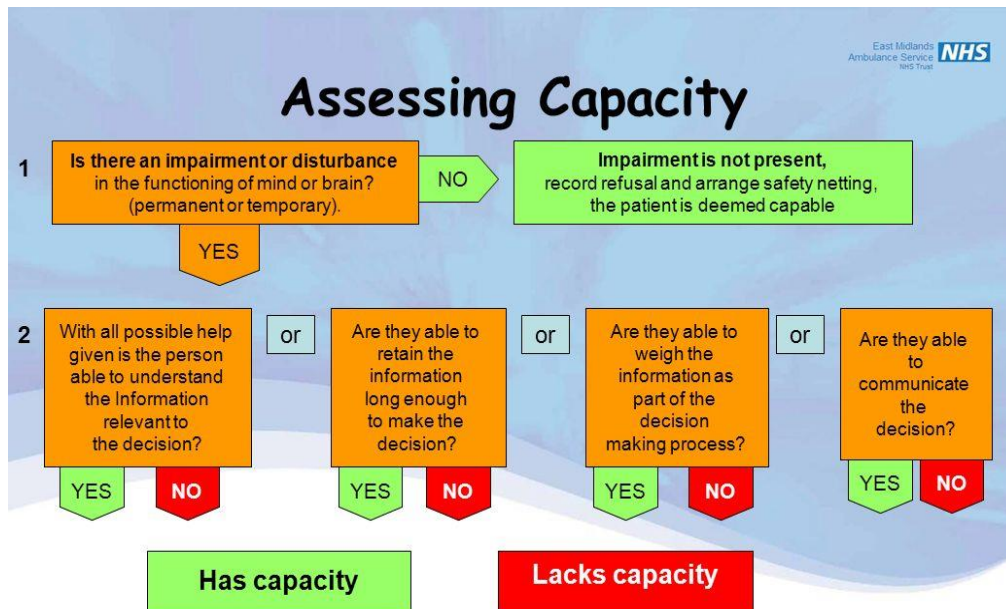 East Midlands
Ambulance Service
NHS Trust
NHS
Assessing Capacity
1
Is there an impairment or disturbance
in the functioning of mind or brain?
(permanent or temporary).
NO
Impairment is not present,
record refusal and arrange safety netting,
the patient is deemed capable
YES
2
With all possible help
given is the person
able to understand
the Information
relevant to
the decision?
or
Are they able to
retain the
information
long enough
to make the
decision?
or
Are they able to
weigh the
information as
part of the
decision
making process?
or
Are they able
to
communicate
the
decision?
YES
NO
YES
NO
YES
NO
YES
NO
Has capacity
Lacks capacity